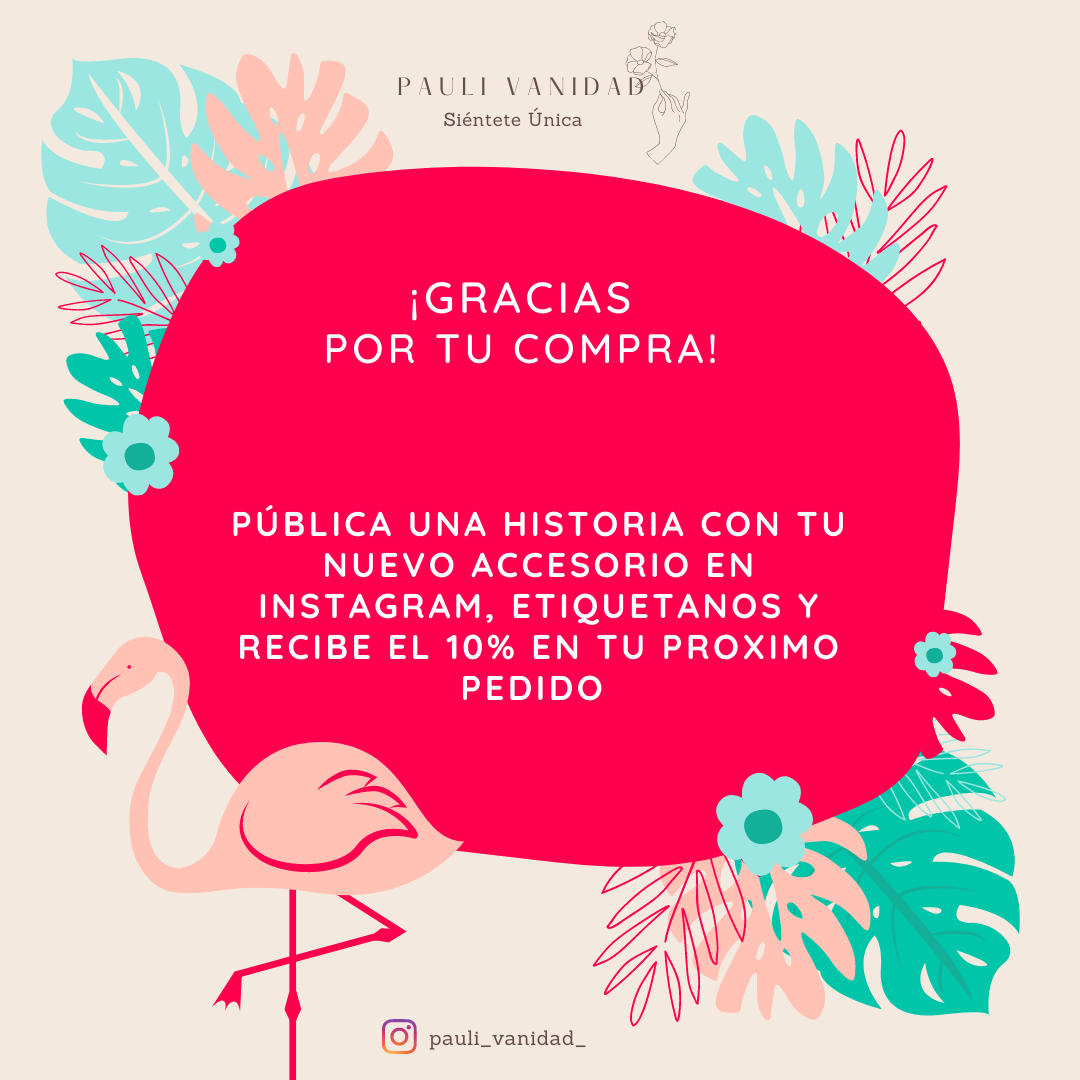 PAULI VANIDAD
Siéntete Única
¡GRACIAS
POR TU COMPRA!
PÚBLICA UNA HISTORIA CON TU
NUEVO ACCESORIO EN
INSTAGRAM, ETIQUETANOS Y
RECIBE EL 10% EN TU PROXIMO
PEDIDO
pauli_vanidad_